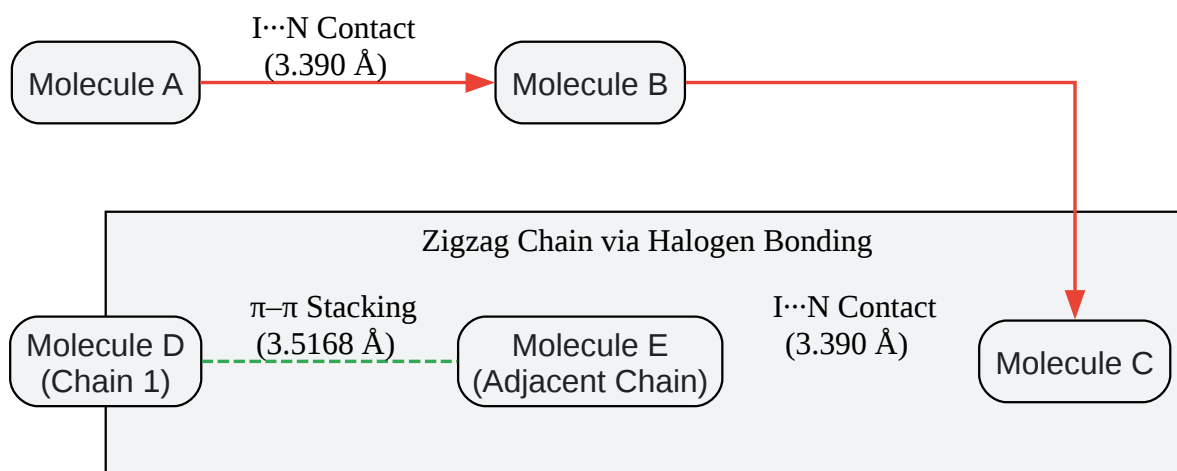 I···N Contact
(3.390 Å)
Molecule A
Molecule B
Zigzag Chain via Halogen Bonding
π–π Stacking
(3.5168 Å)
I···N Contact
(3.390 Å)
Molecule D
(Chain 1)
Molecule E
(Adjacent Chain)
Molecule C